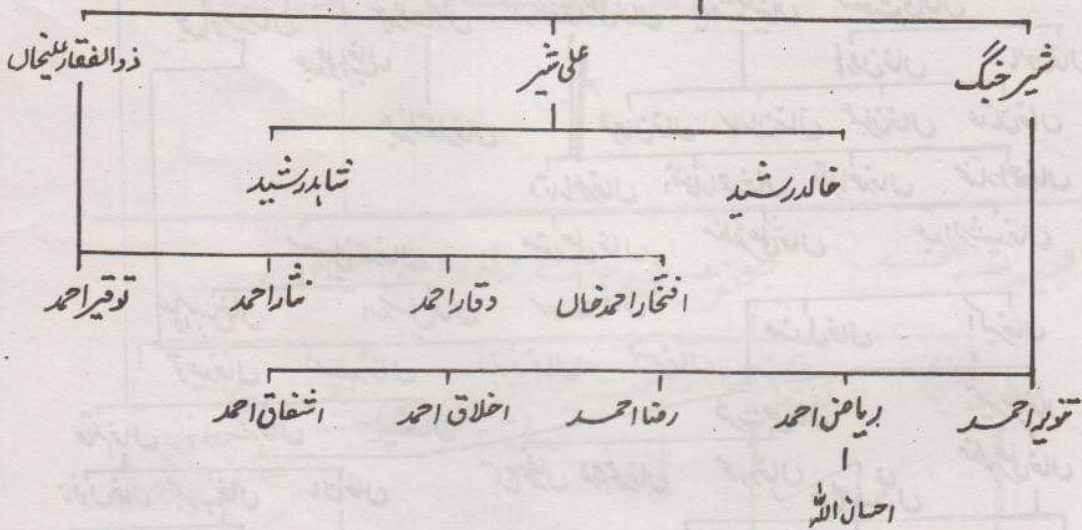 شیر جنگ علی شیر ذوالفقار علیخاں
خالد رشید شاہد رشید
افتخار احمد خاں وقار احمد نثار احمد توقیر احمد
تنویر احمد ریاض احمد رضا احمد اخلاق احمد اشفاق احمد
احسان اللہ